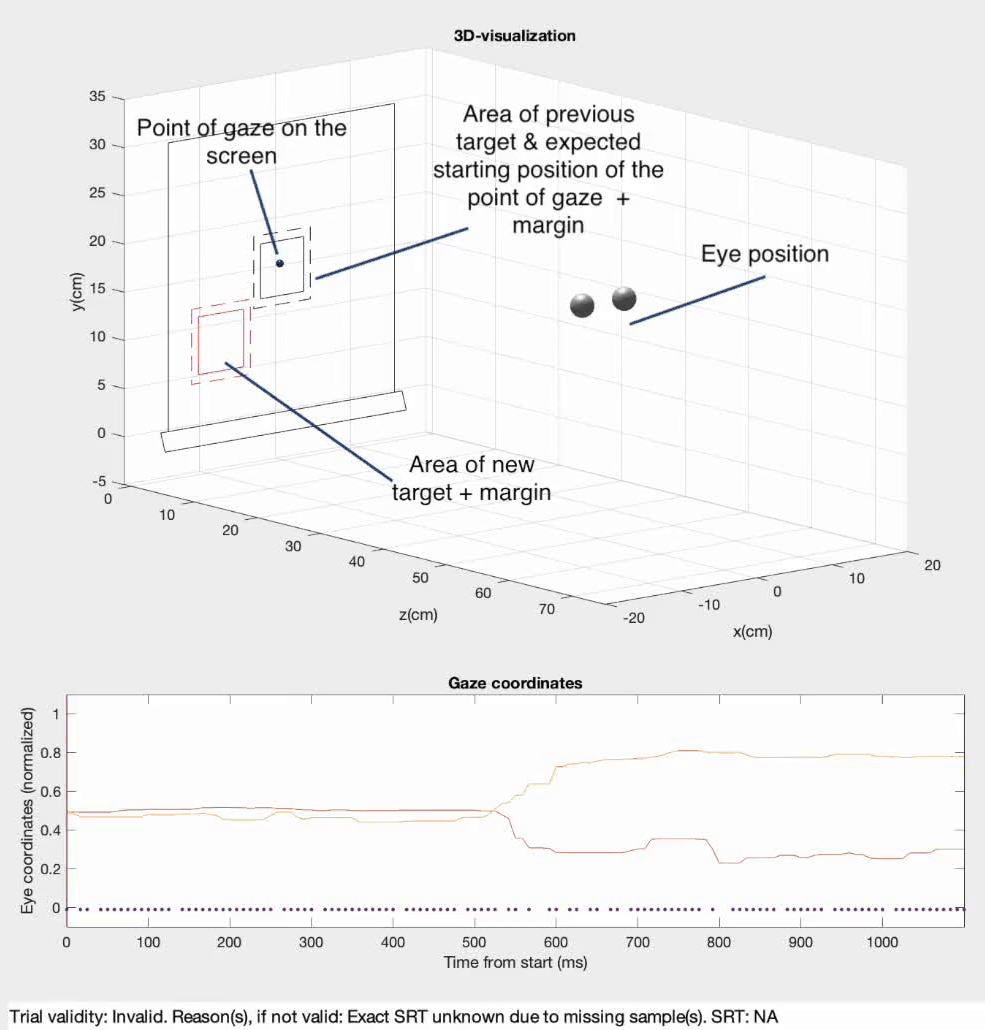 3D-visualization
35
30
25
20
15
10
5
0
-5
y(cm)
Point of gaze on the
screen
Area of previous
target & expected
starting position of the
point of gaze +
margin
Eye position
Area of new
target + margin
0
10
20
30
40
50
60
70
z(cm)
-20
-10
0
10
20
x(cm)
Gaze coordinates
Eye coordinates (normalized)
1
0.8
0.6
0.4
0.2
0
0
100
200
300
400
500
600
700
800
900
1000
Time from start (ms)
Trial validity: Invalid. Reason(s), if not valid: Exact SRT unknown due to missing sample(s). SRT: NA